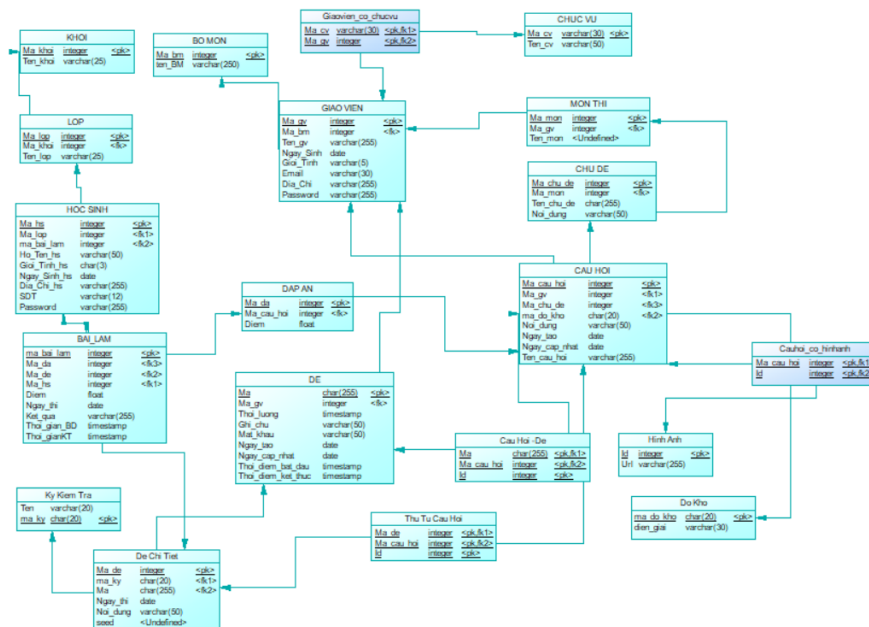 Giaovien_co_chucvu
Ma_cv varchar(30) <pk,fk1>
Ma_gv integer <pk,fk2>
CHUC VU
Ma_cv varchar(30) <pk>
Ten_cv varchar(50)
KHOI
Ma_khoi integer <pk>
Ten_khoi varchar(25)
BO MON
Ma_bm integer <pk>
ten_BM varchar(250)
GIAO VIEN
Ma_gv integer <pk>
Ma_bm integer <fk>
Ten_gv varchar(255)
Ngay_Sinh date
Gioi_Tinh varchar(5)
Email varchar(30)
Dia_Chi varchar(255)
Password varchar(255)
MON THI
Ma_mon integer <pk>
Ma_gv integer <fk>
Ten_mon <Undefined>
LOP
Ma_lop integer <pk>
Ma_khoi integer <fk>
Ten_lop varchar(25)
CHU DE
Ma_chu_de integer <pk>
Ma_mon integer <fk>
Ten_chu_de char(255)
Noi_dung varchar(50)
HOC SINH
Ma_hs integer <pk>
Ma_lop integer <fk1>
ma_bai_lam integer <fk2>
Ho_Ten_hs varchar(50)
Gioi_Tinh_hs char(3)
Ngay_Sinh_hs date
Dia_Chi_hs varchar(255)
SDT varchar(12)
Password varchar(255)
CAU HOI
Ma_cau_hoi integer <pk>
Ma_gv integer <fk1>
Ma_chu_de integer <fk3>
ma_do_kho char(20) <fk2>
Noi_dung varchar(50)
Ngay_tao date
Ngay_cap_nhat date
Ten_cau_hoi varchar(255)
DAP AN
Ma_da integer <pk>
Ma_cau_hoi integer <fk>
Diem float
BAI_LAM
ma_bai_lam integer <pk>
Ma_da integer <fk3>
Ma_de integer <fk2>
Ma_hs integer <fk1>
Diem float
Ngay_thi date
Ket_qua varchar(255)
Thoi_gian_BD timestamp
Thoi_gianKT timestamp
Cauhoi_co_hinhanh
Ma_cau_hoi integer <pk,fk1>
Id integer <pk,fk2>
DE
Ma char(255) <pk>
Ma_gv integer <fk>
Thoi_luong timestamp
Ghi_chu varchar(50)
Mat_khau varchar(50)
Ngay_tao date
Ngay_cap_nhat date
Thoi_diem_bat_dau timestamp
Thoi_diem_ket_thuc timestamp
Cau Hoi -De
Ma char(255) <pk,fk1>
Ma_cau_hoi integer <pk,fk2>
Id integer <pk>
Hinh Anh
Id integer <pk>
Url varchar(255)
Ky Kiem Tra
Ten varchar(20)
ma_ky char(20) <pk>
Do Kho
ma_do_kho char(20) <pk>
dien_giai varchar(30)
Thu Tu Cau Hoi
Ma_de integer <pk,fk1>
Ma_cau_hoi integer <pk,fk2>
Id integer <pk>
De Chi Tiet
Ma_de integer <pk>
ma_ky char(20) <fk1>
Ma char(255) <fk2>
Ngay_thi date
Noi_dung varchar(50)
seed <Undefined>